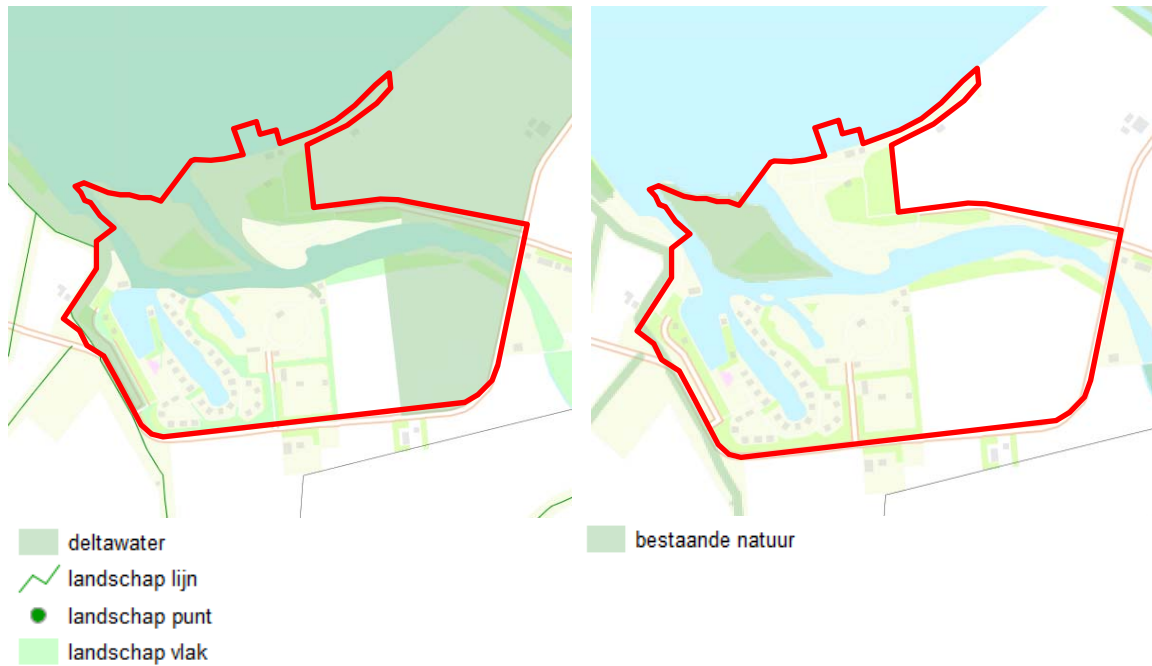 deltawater
landschap lijn
landschap punt
landschap vlak
bestaande natuur